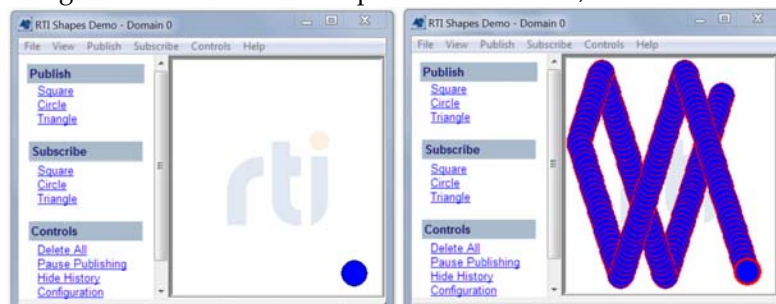 RTI Shapes Demo - Domain 0
File View Publish Subscribe Controls Help
Publish
Square
Circle
Triangle
Subscribe
Square
Circle
Triangle
Controls
Delete All
Pause Publishing
Hide History
Configuration
rti
RTI Shapes Demo - Domain 0
File View Publish Subscribe Controls Help
Publish
Square
Circle
Triangle
Subscribe
Square
Circle
Triangle
Controls
Delete All
Pause Publishing
Hide History
Configuration